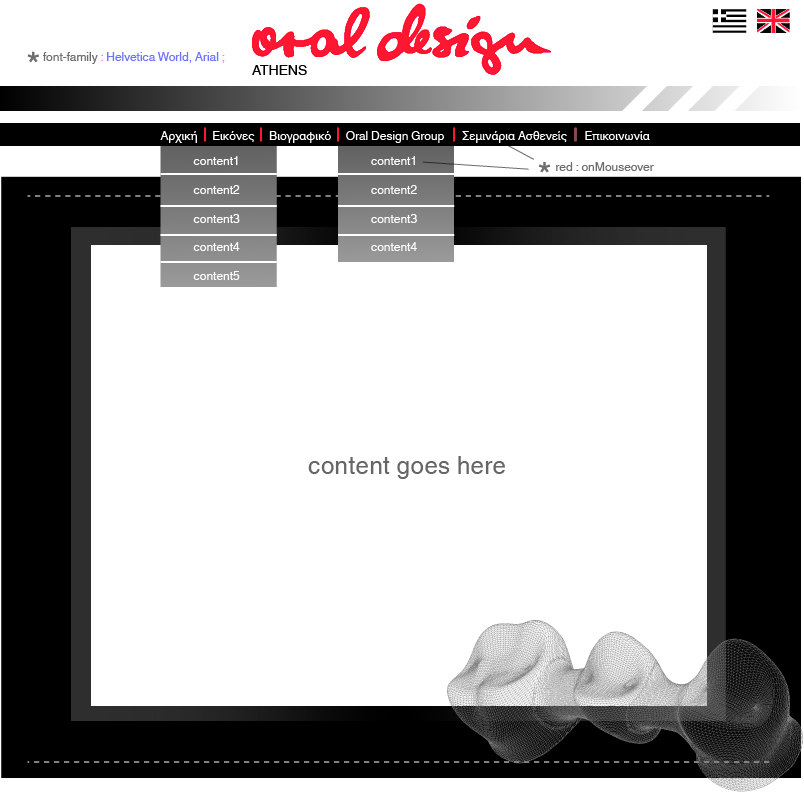 oral design
* font-family : Helvetica World, Arial ;
ATHENS
Αρχική | Εικόνες | Βιογραφικό | Oral Design Group | Σεμινάρια Ασθενείς | Επικοινωνία
content1 content1
* red : onMouseover
content2 content2
content3 content3
content4 content4
content5
content goes here